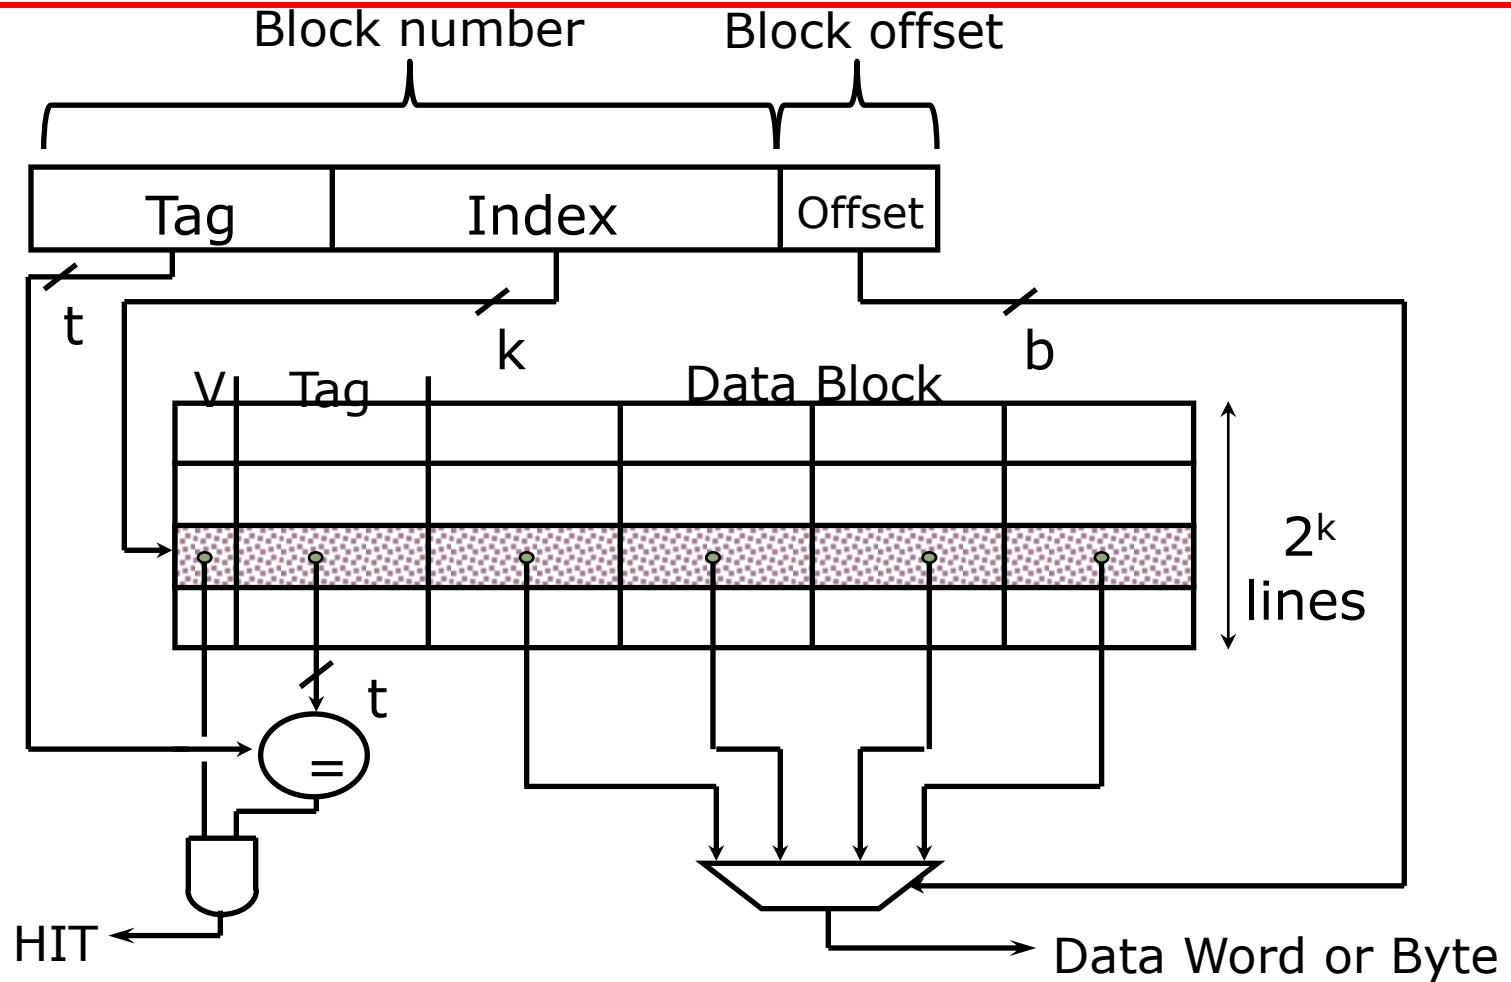 Block number
Block offset
Tag
Index
Offset
t
k
b
V
Tag
Data Block
2ᵏ
lines
t
=
HIT
Data Word or Byte